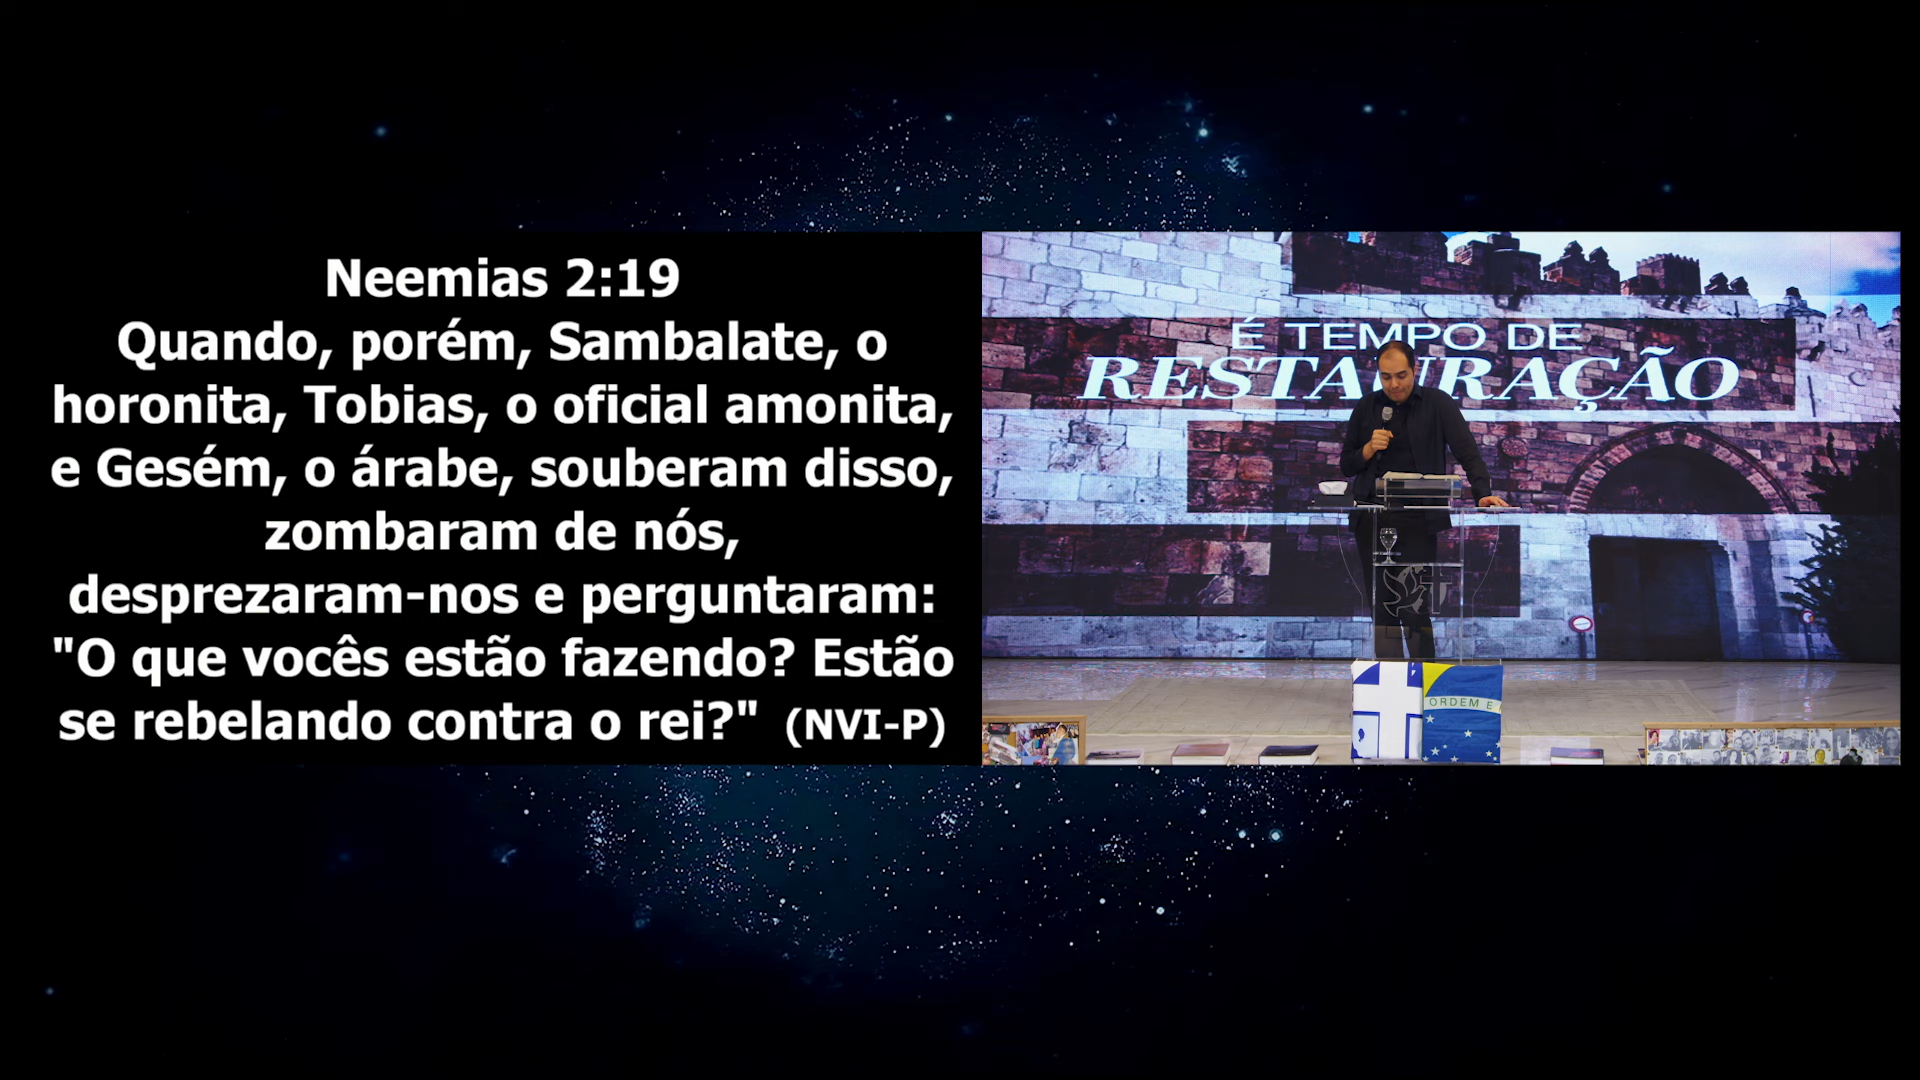 Neemias 2:19
Quando, porém, Sambalate, o
horonita, Tobias, o oficial amonita,
e Gesém, o árabe, souberam disso,
zombaram de nós,
desprezaram-nos e perguntaram:
"O que vocês estão fazendo? Estão
se rebelando contra o rei?" (NVI-P)
É TEMPO DE
RESTAURAÇÃO
ORDEM E